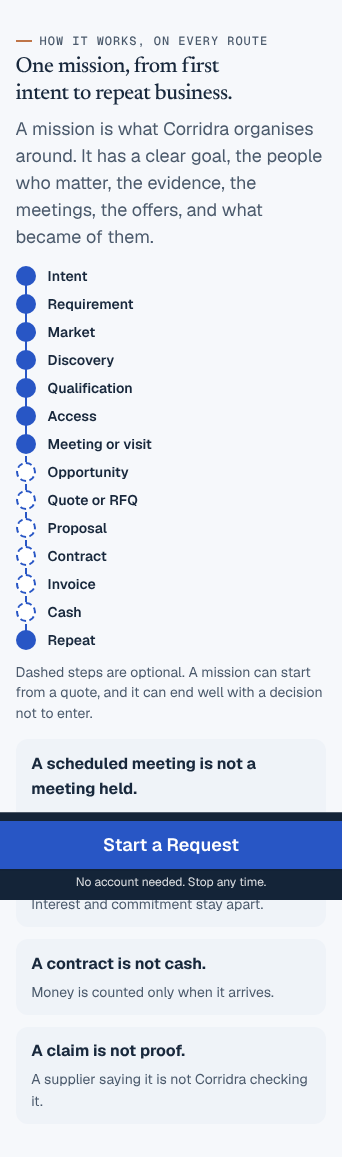 HOW IT WORKS, ON EVERY ROUTE
One mission, from first
intent to repeat business.
A mission is what Corridra organises
around. It has a clear goal, the people
who matter, the evidence, the
meetings, the offers, and what
became of them.
Intent
Requirement
Market
Discovery
Qualification
Access
Meeting or visit
Opportunity
Quote or RFQ
Proposal
Contract
Invoice
Cash
Repeat
Dashed steps are optional. A mission can start
from a quote, and it can end well with a decision
not to enter.
A scheduled meeting is not a
meeting held.
Start a Request
No account needed. Stop any time.
Interest and commitment stay apart.
A contract is not cash.
Money is counted only when it arrives.
A claim is not proof.
A supplier saying it is not Corridra checking
it.